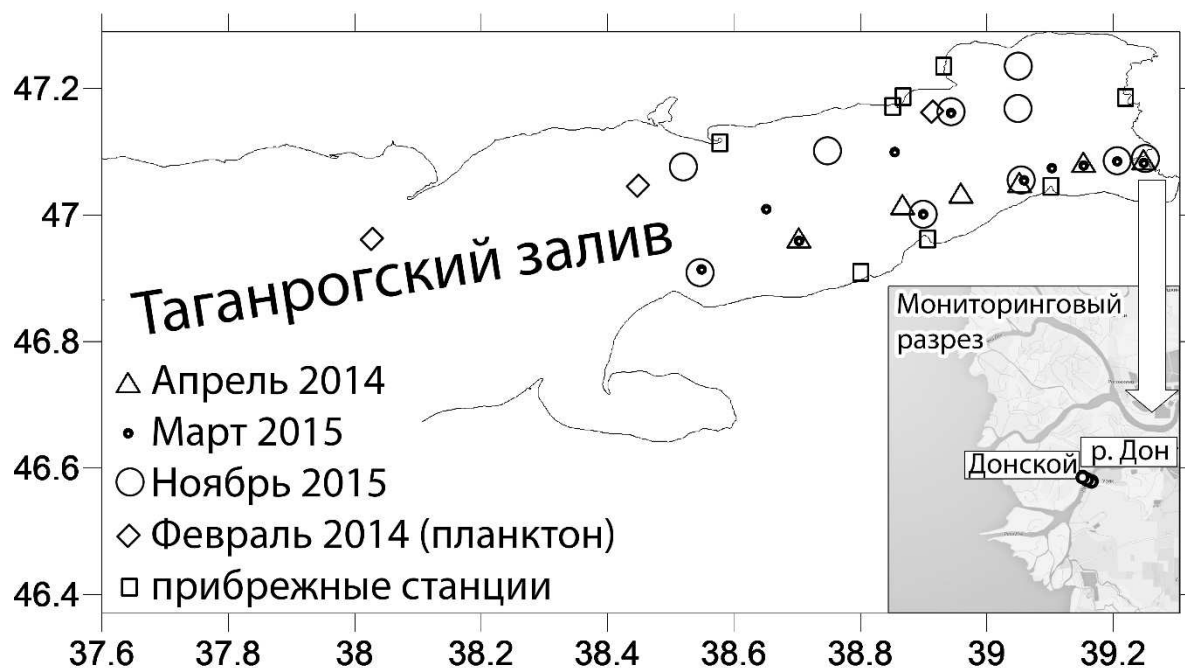 47.2
47
46.8
46.6
46.4
Таганрогский залив
Апрель 2014
Март 2015
Ноябрь 2015
Февраль 2014 (планктон)
прибрежные станции
Мониторинговый
разрез
Донской
р. Дон
37.6 37.8 38 38.2 38.4 38.6 38.8 39 39.2